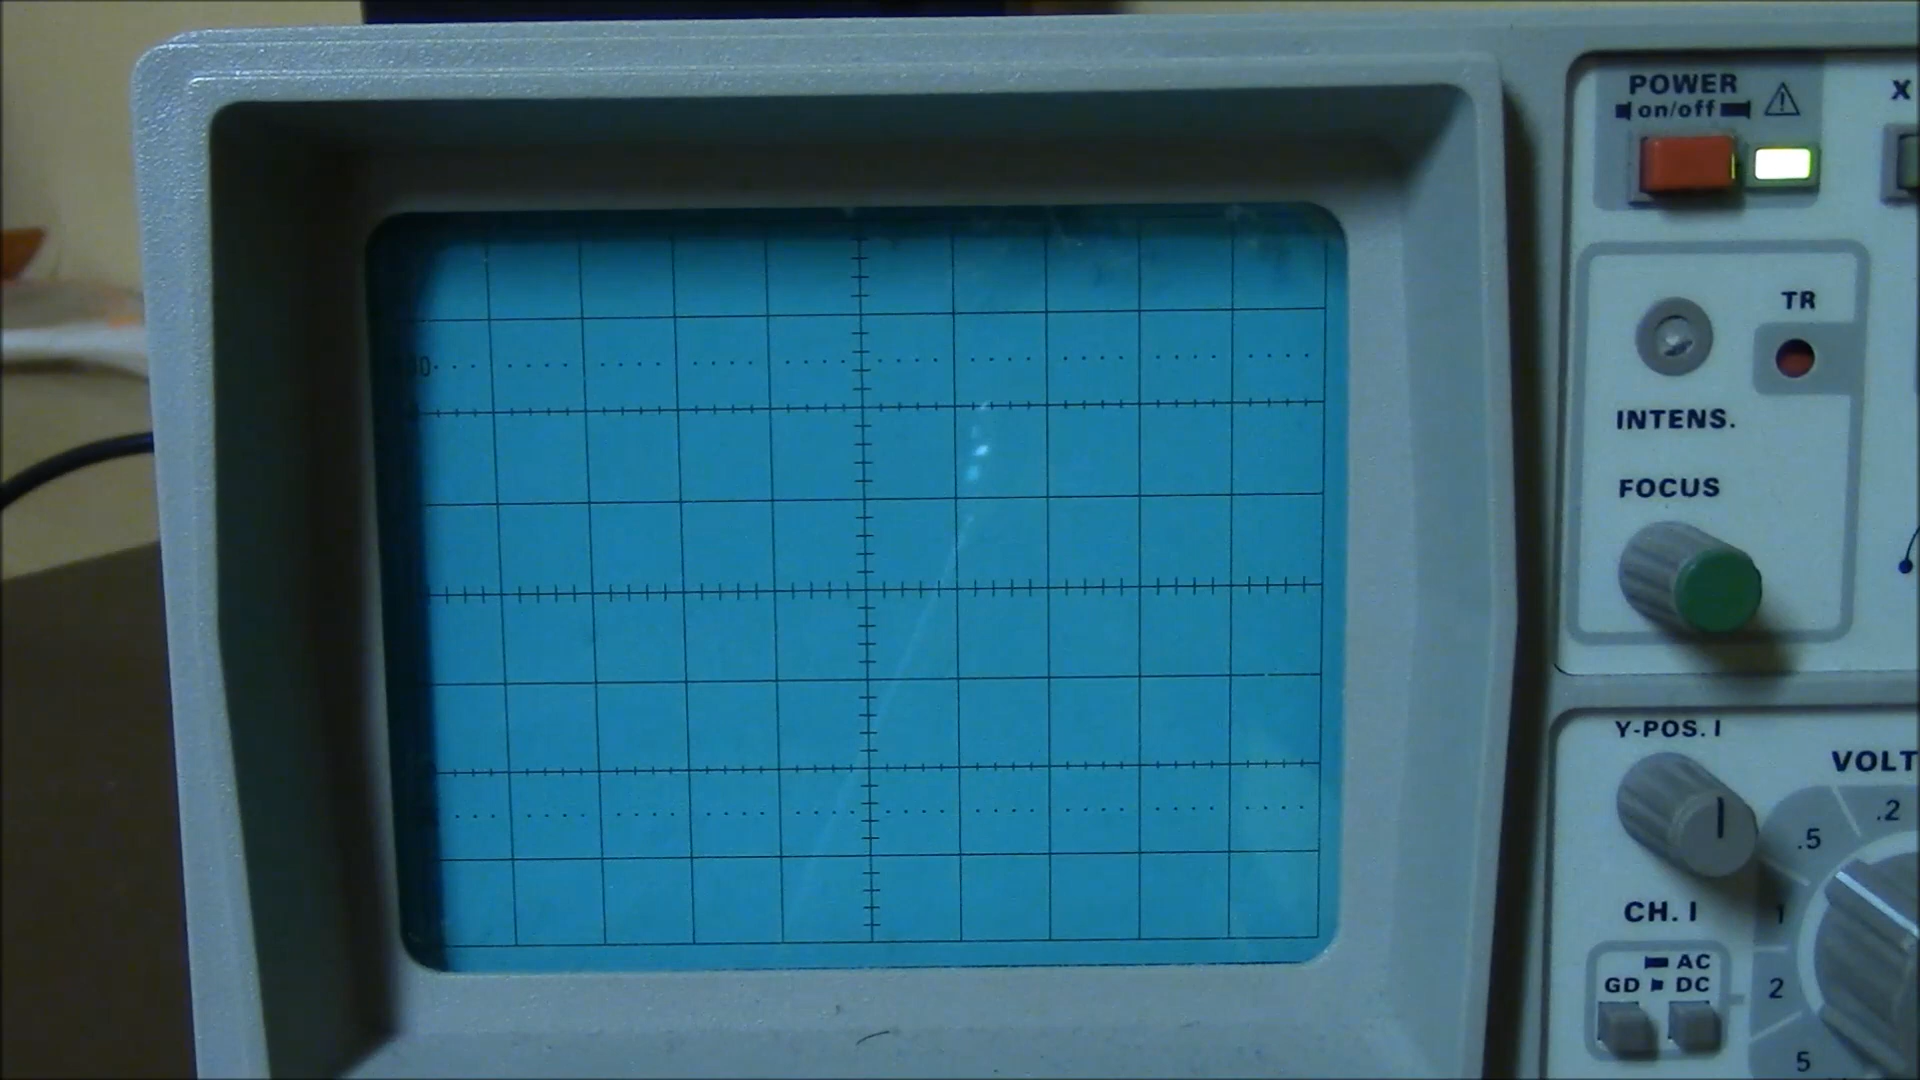 POWER
on/off
X
TR
INTENS.
FOCUS
Y-POS. I
VOLT
.2
.5
CH. I
1
AC
GD DC
2
5